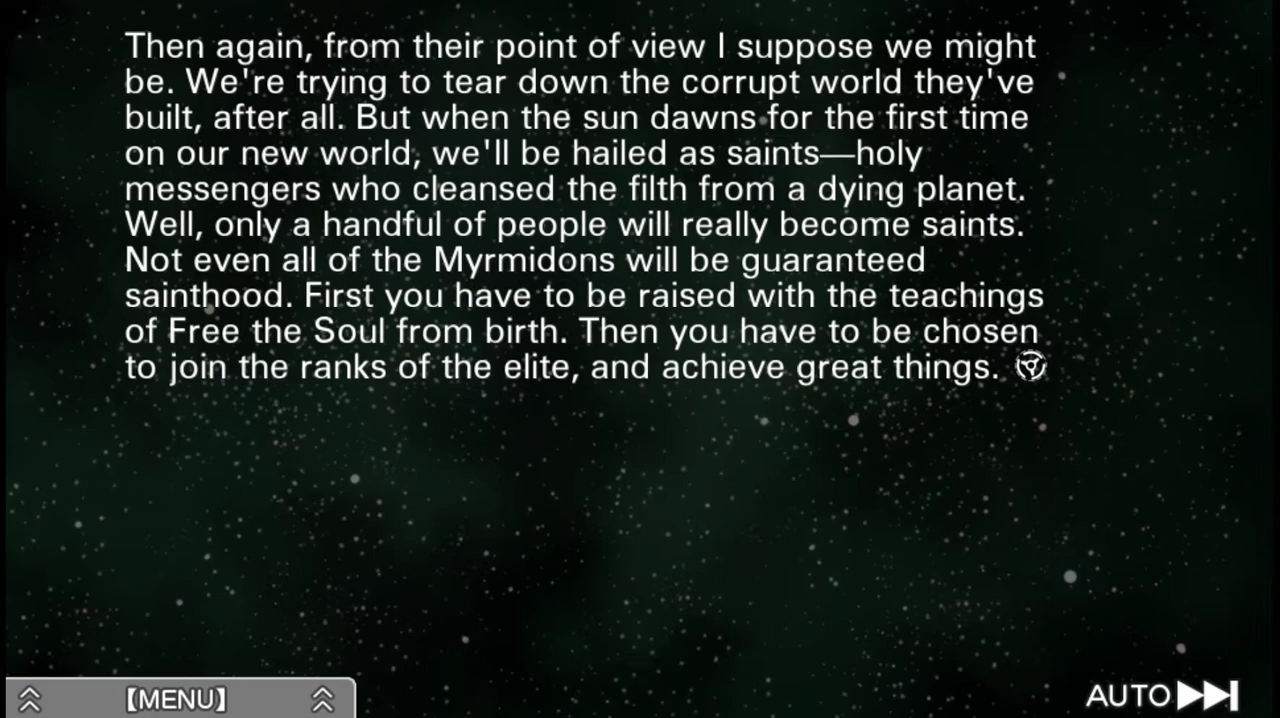 Then again, from their point of view I suppose we might
be. We're trying to tear down the corrupt world they've
built, after all. But when the sun dawns for the first time
on our new world, we'll be hailed as saints—holy
messengers who cleansed the filth from a dying planet.
Well, only a handful of people will really become saints.
Not even all of the Myrmidons will be guaranteed
sainthood. First you have to be raised with the teachings
of Free the Soul from birth. Then you have to be chosen
to join the ranks of the elite, and achieve great things.
【MENU】
AUTO